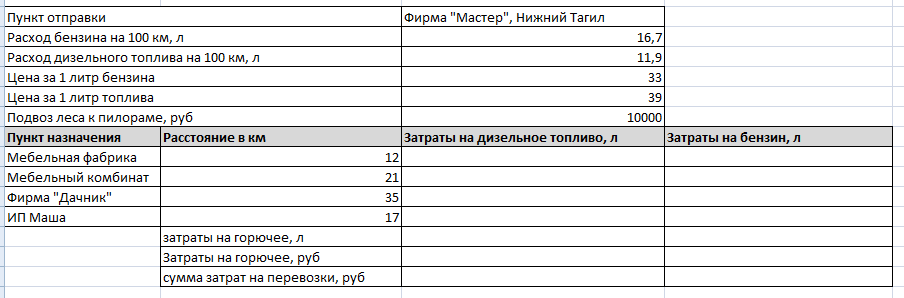 Пункт отправки Фирма "Мастер", Нижний Тагил
Расход бензина на 100 км, л 16,7
Расход дизельного топлива на 100 км, л 11,9
Цена за 1 литр бензина 33
Цена за 1 литр топлива 39
Подвоз леса к пилораме, руб 10000
Пункт назначения Расстояние в км Затраты на дизельное топливо, л Затраты на бензин, л
Мебельная фабрика 12
Мебельный комбинат 21
Фирма "Дачник" 35
ИП Маша 17
затраты на горючее, л
Затраты на горючее, руб
сумма затрат на перевозки, руб